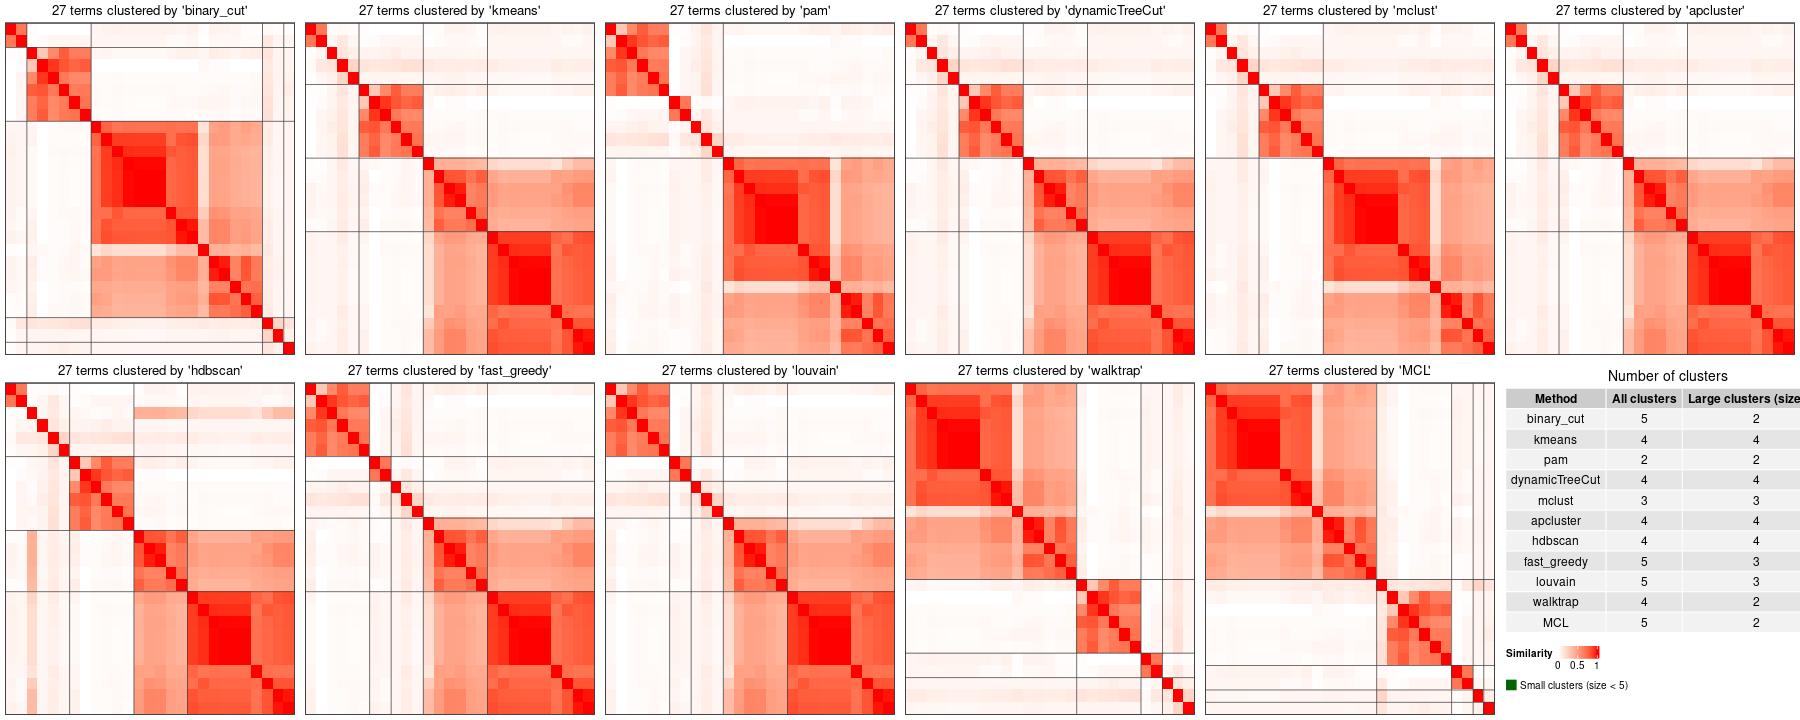 27 terms clustered by 'binary_cut'
27 terms clustered by 'kmeans'
27 terms clustered by 'pam'
27 terms clustered by 'dynamicTreeCut'
27 terms clustered by 'mclust'
27 terms clustered by 'apcluster'
27 terms clustered by 'hdbscan'
27 terms clustered by 'fast_greedy'
27 terms clustered by 'louvain'
27 terms clustered by 'walktrap'
27 terms clustered by 'MCL'
Number of clusters
Method All clusters Large clusters (size
binary_cut 5 2
kmeans 4 4
pam 2 2
dynamicTreeCut 4 4
mclust 3 3
apcluster 4 4
hdbscan 4 4
fast_greedy 5 3
louvain 5 3
walktrap 4 2
MCL 5 2
Similarity
0 0.5 1
Small clusters (size < 5)